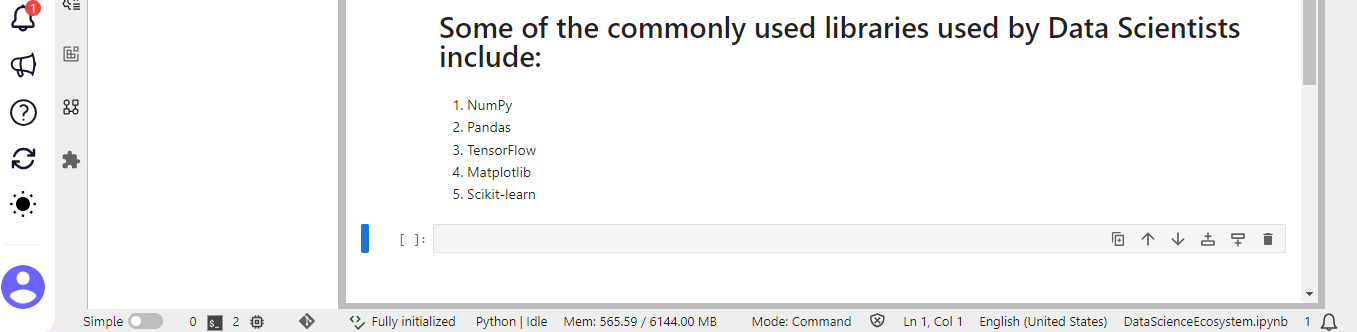 1
Some of the commonly used libraries used by Data Scientists
include:
1. NumPy
2. Pandas
3. TensorFlow
4. Matplotlib
5. Scikit-learn
[ ]:
Simple 0 $_ 2 Fully initialized Python | Idle Mem: 565.59 / 6144.00 MB Mode: Command Ln 1, Col 1 English (United States) DataScienceEcosystem.ipynb 1